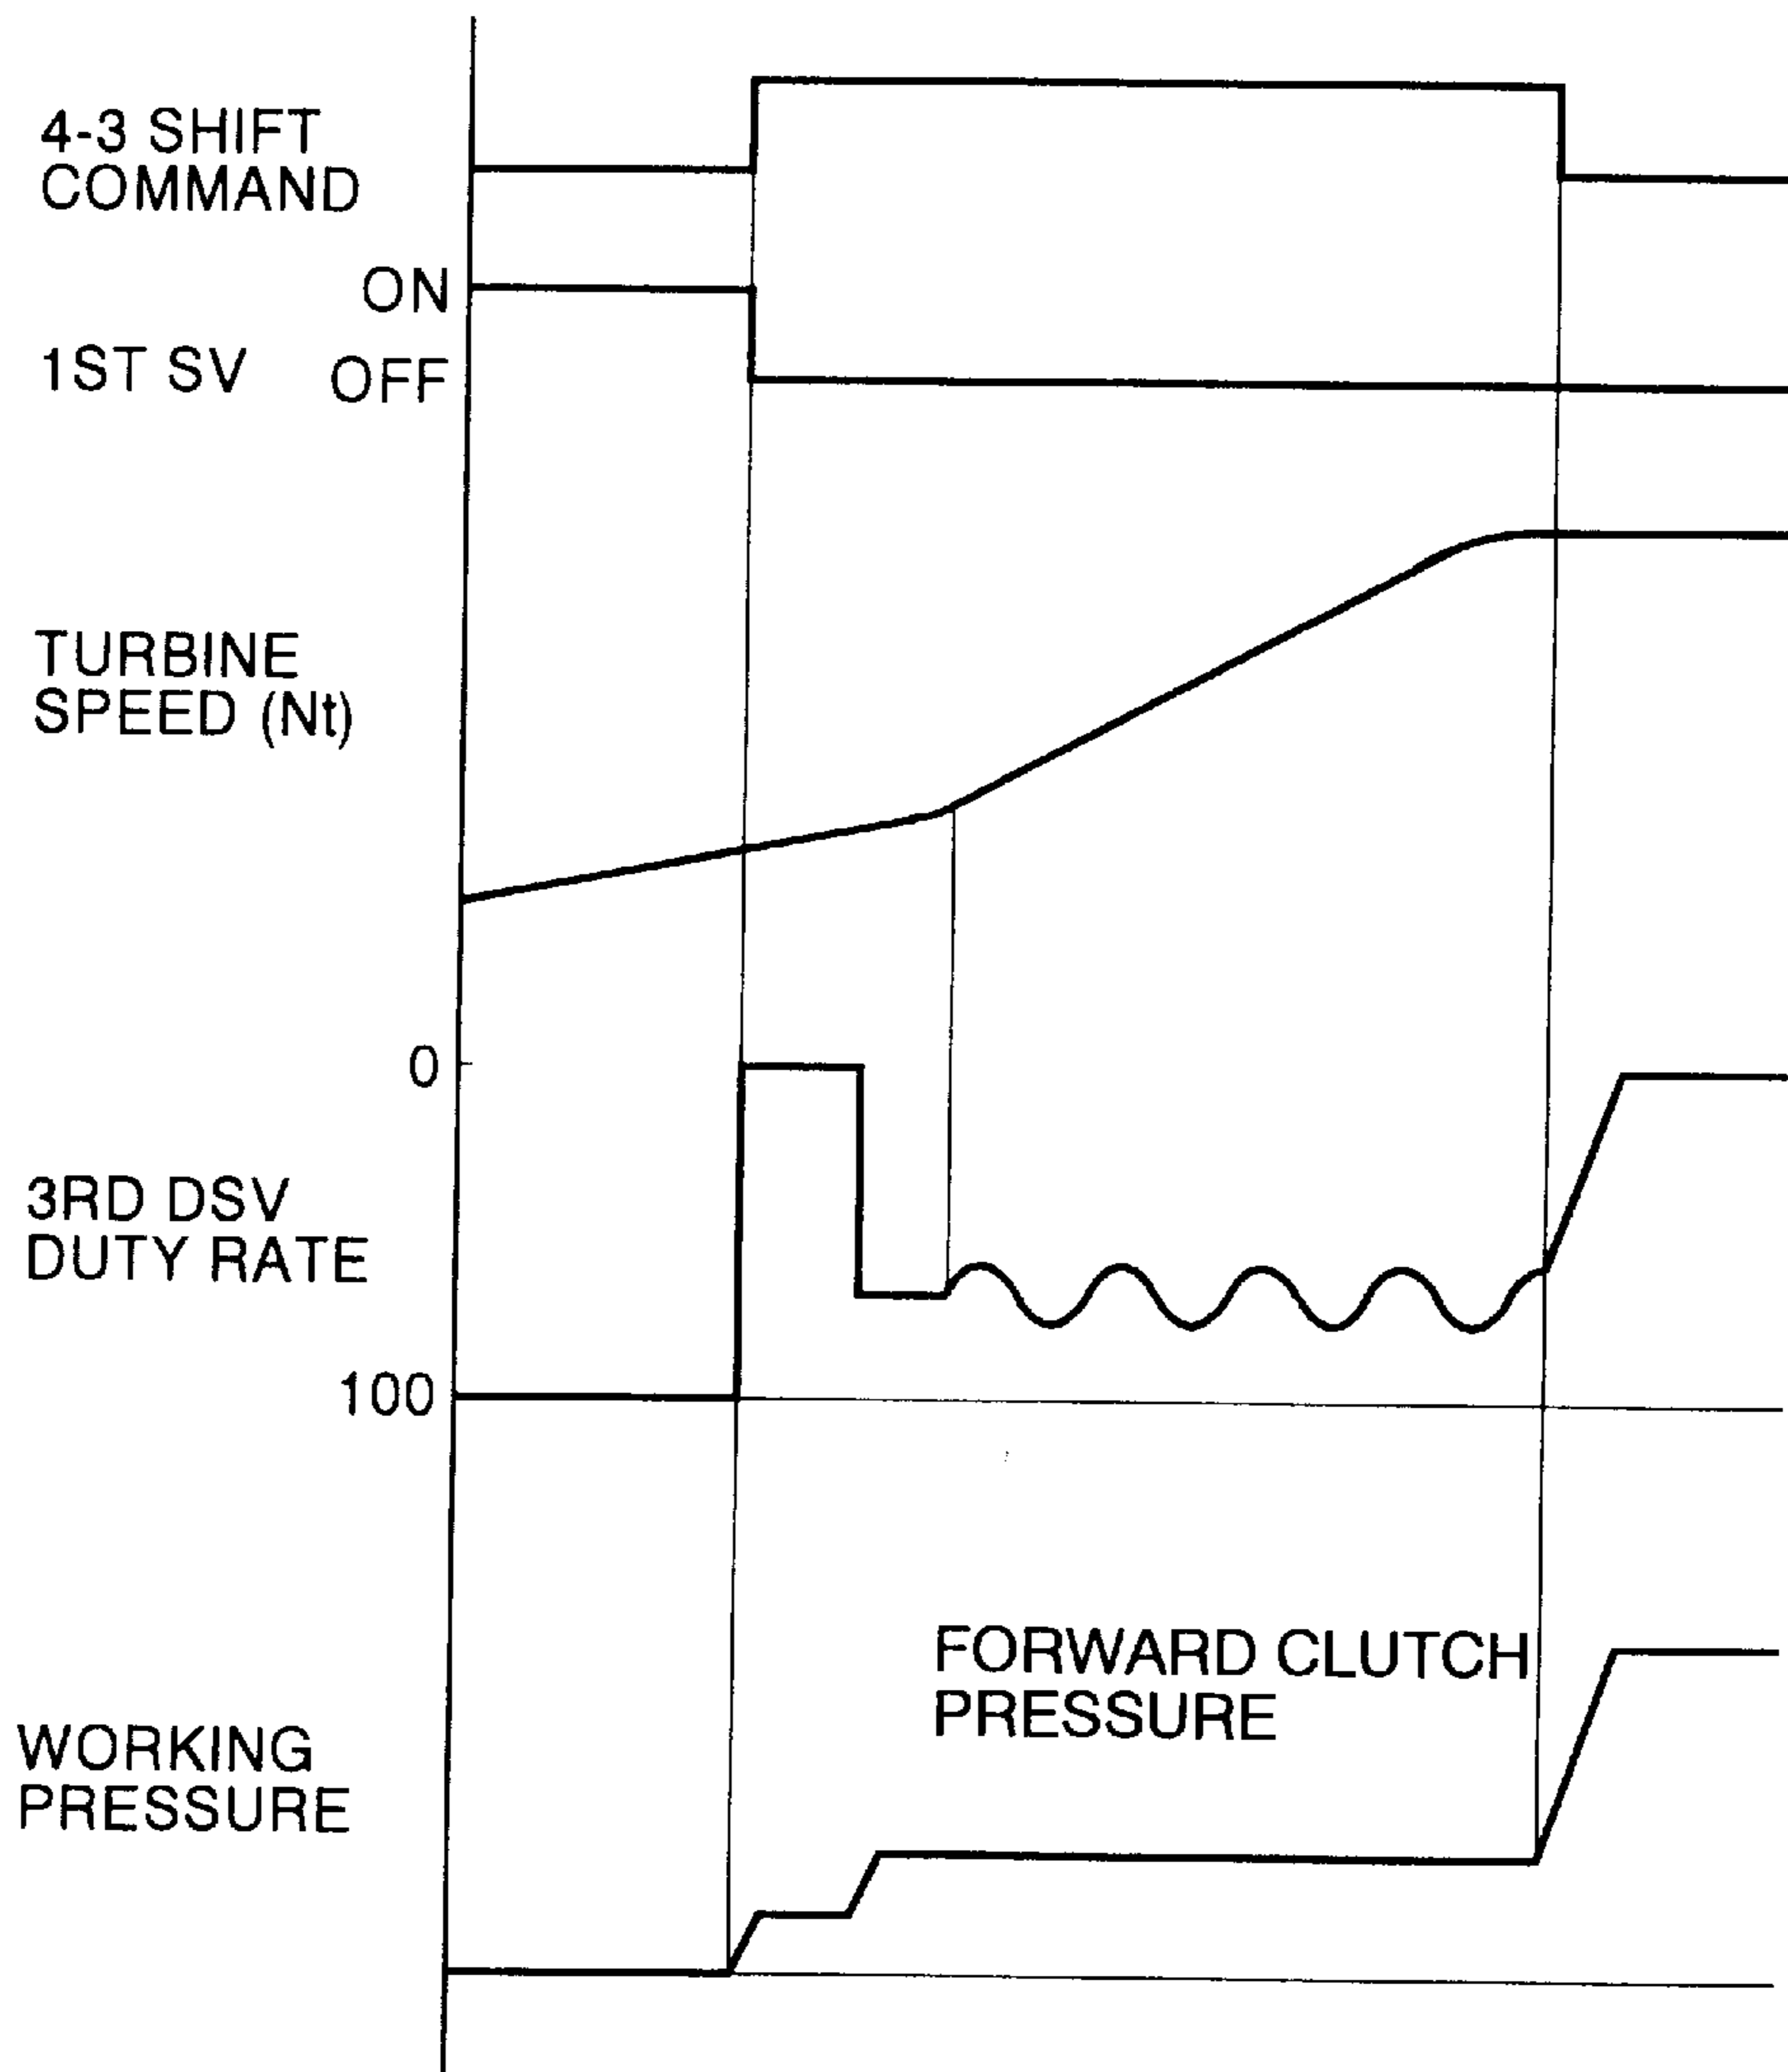 4-3 SHIFT
COMMAND
ON
1ST SV OFF
TURBINE
SPEED (Nt)
0
3RD DSV
DUTY RATE
100
FORWARD CLUTCH
PRESSURE
WORKING
PRESSURE